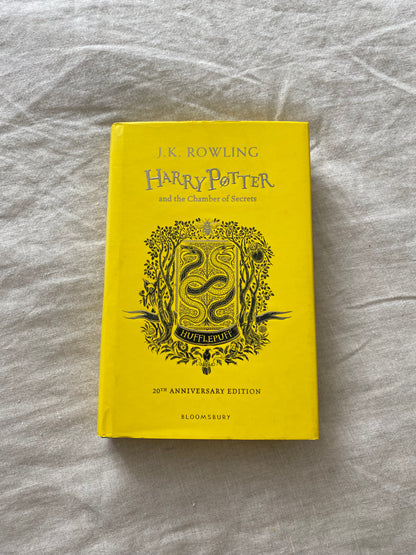 J.K. ROWLING
HARRY POTTER
and the Chamber of Secrets
HUFFLEPUFF
20TH ANNIVERSARY EDITION
BLOOMSBURY